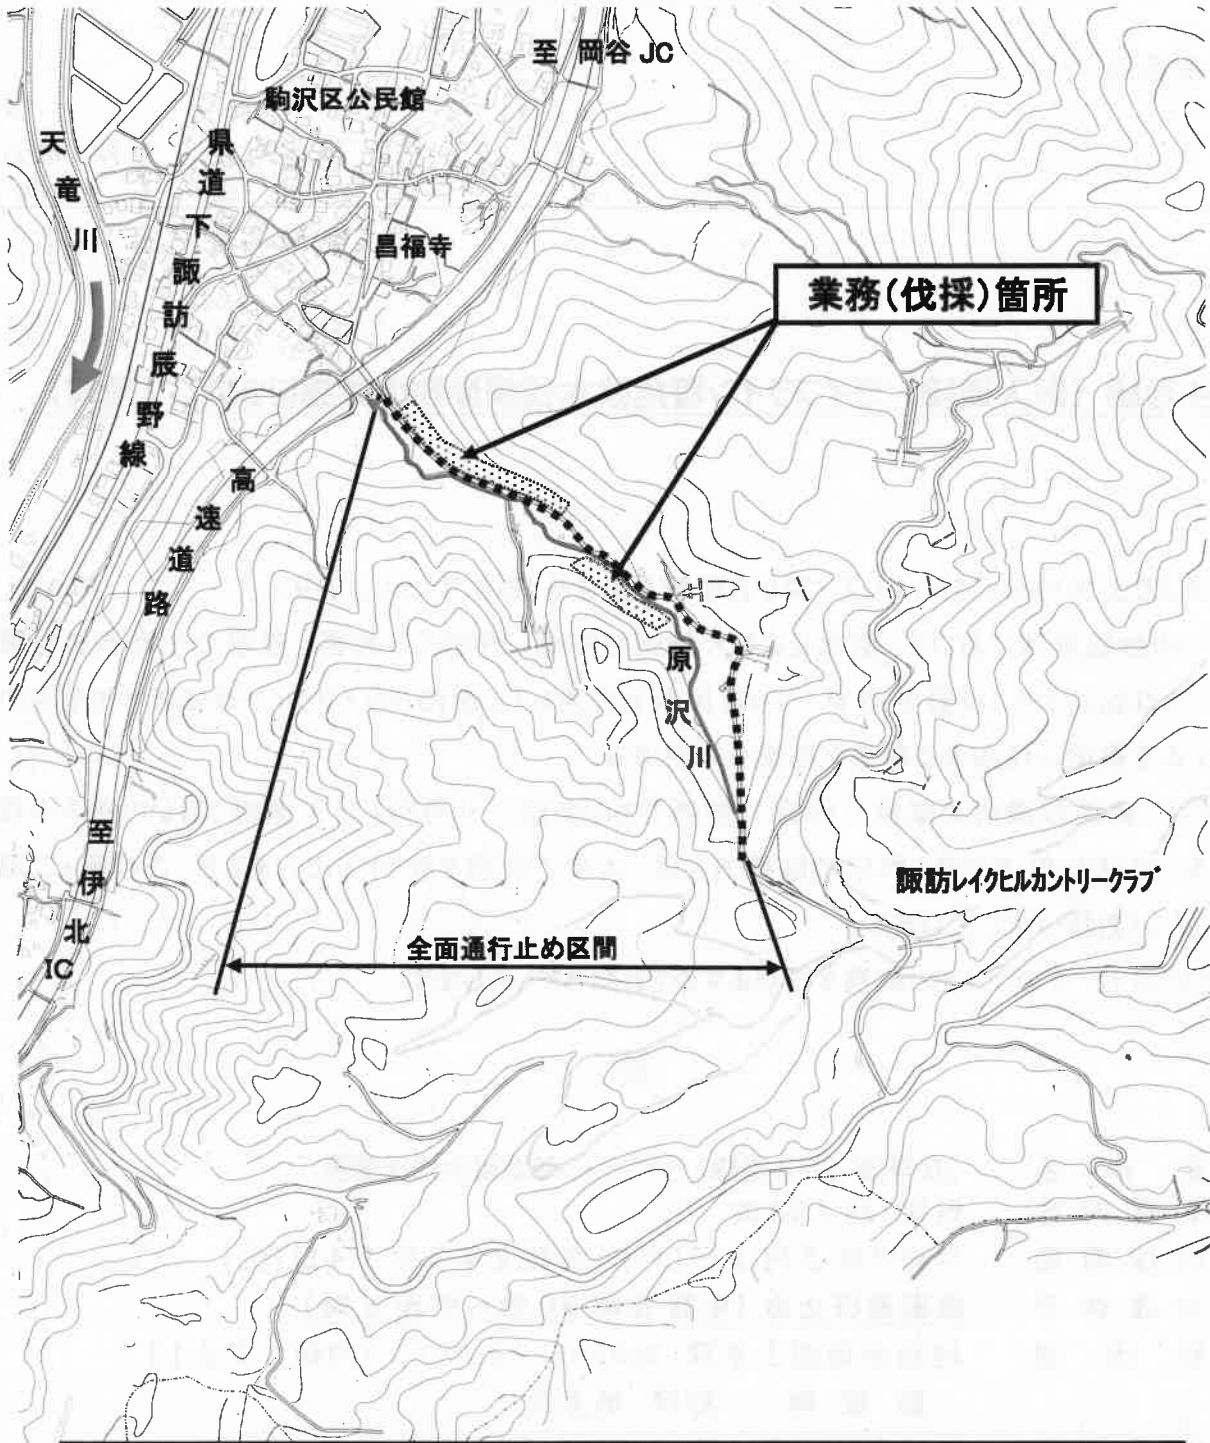 至 岡谷 JC
駒沢区公民館
天竜川
県道下諏訪辰野線
昌福寺
業務(伐採)箇所
高速道路
原沢川
至伊北IC
諏訪レイクヒルカントリークラブ
全面通行止め区間